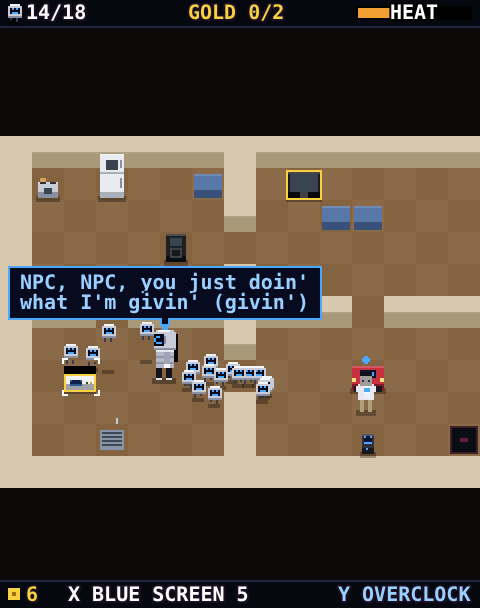 14/18 GOLD 0/2 HEAT
NPC, NPC, you just doin'
what I'm givin' (givin')
6 X BLUE SCREEN 5 Y OVERCLOCK